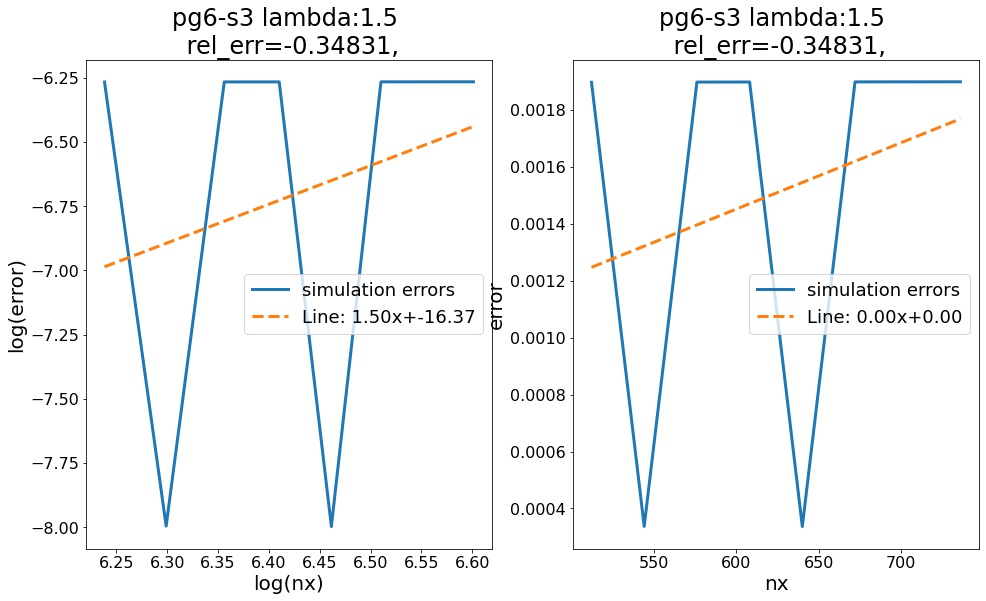 pg6-s3 lambda:1.5
rel_err=-0.34831,
log(error)
−6.25
−6.50
−6.75
−7.00
−7.25
−7.50
−7.75
−8.00
simulation errors
Line: 1.50x+-16.37
6.25 6.30 6.35 6.40 6.45 6.50 6.55 6.60
log(nx)
pg6-s3 lambda:1.5
rel_err=-0.34831,
error
0.0018
0.0016
0.0014
0.0012
0.0010
0.0008
0.0006
0.0004
simulation errors
Line: 0.00x+0.00
550 600 650 700
nx